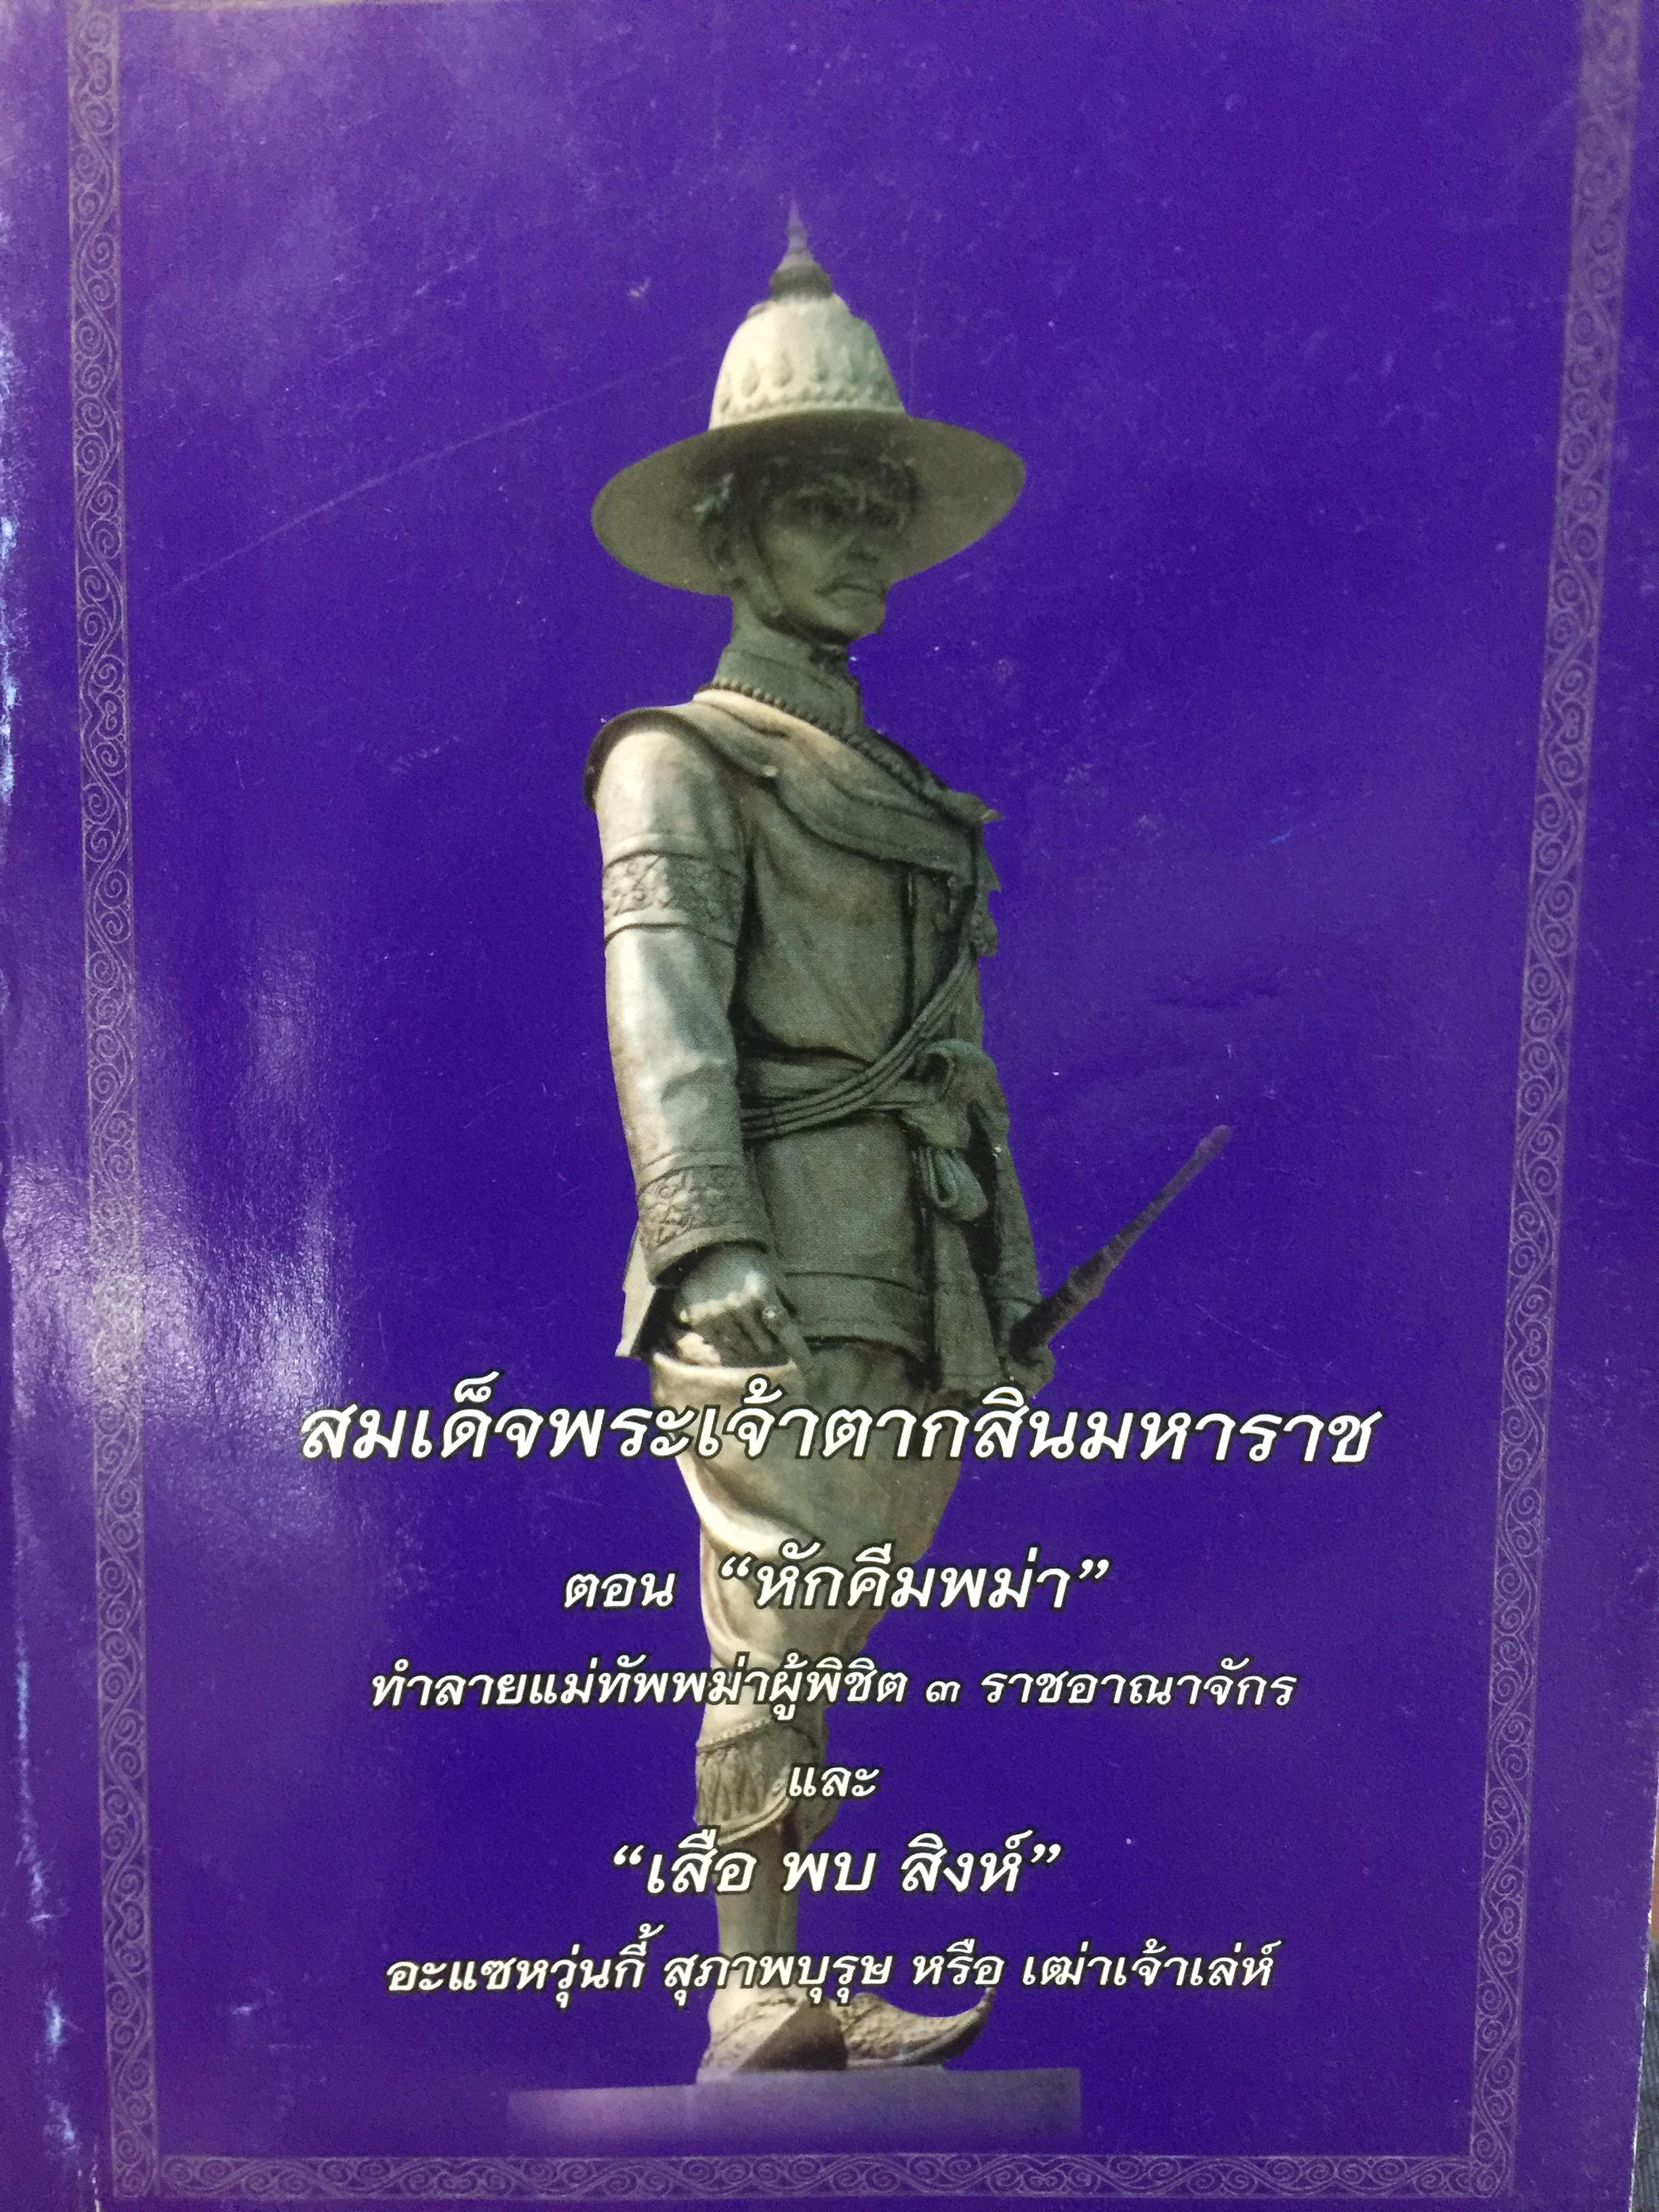 สมเด็จพระเจ้าตากสินมหาราช
ตอน “หักคีมพม่า”
ทำลายแม่ทัพพม่าผู้พิชิต ๓ ราชอาณาจักร
และ
“เสือ พบ สิงห์”
อะแซหวุ่นกี้ สุภาพบุรุษ หรือ เฒ่าเจ้าเล่ห์